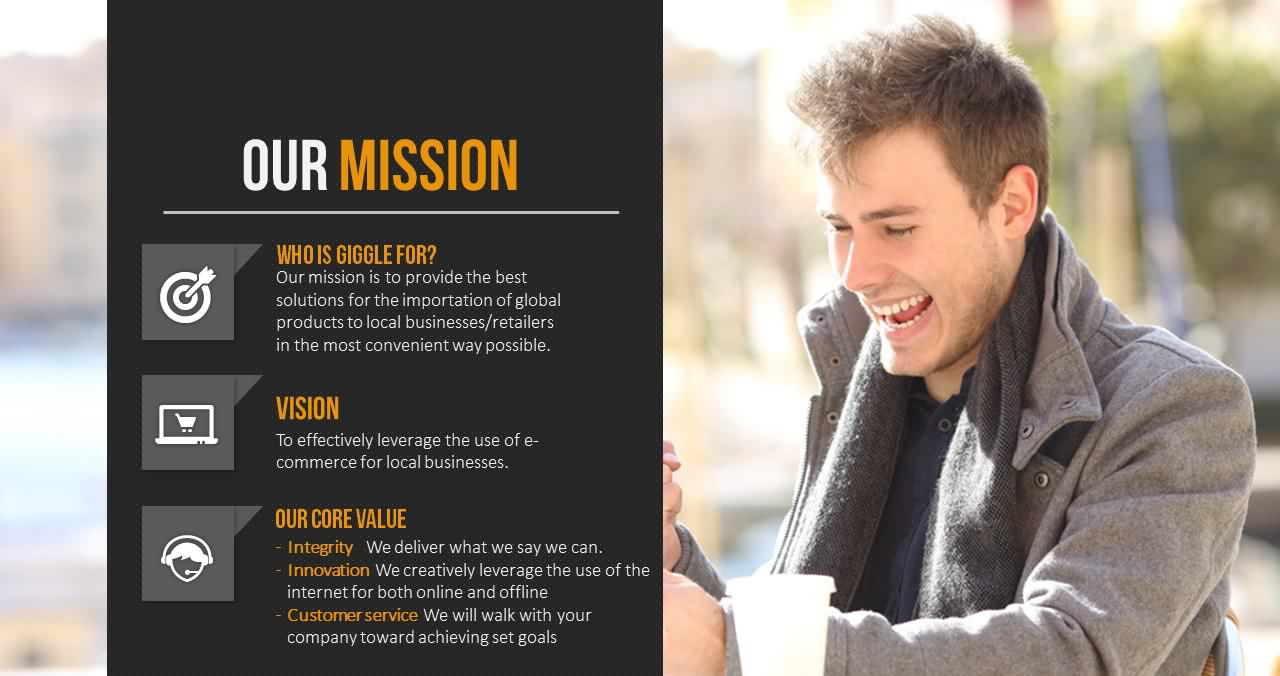 OUR MISSION
WHO IS GIGGLE FOR?
Our mission is to provide the best
solutions for the importation of global
products to local businesses/retailers
in the most convenient way possible.
VISION
To effectively leverage the use of e-
commerce for local businesses.
OUR CORE VALUE
- Integrity We deliver what we say we can.
- Innovation We creatively leverage the use of the
internet for both online and offline
- Customer service We will walk with your
company toward achieving set goals